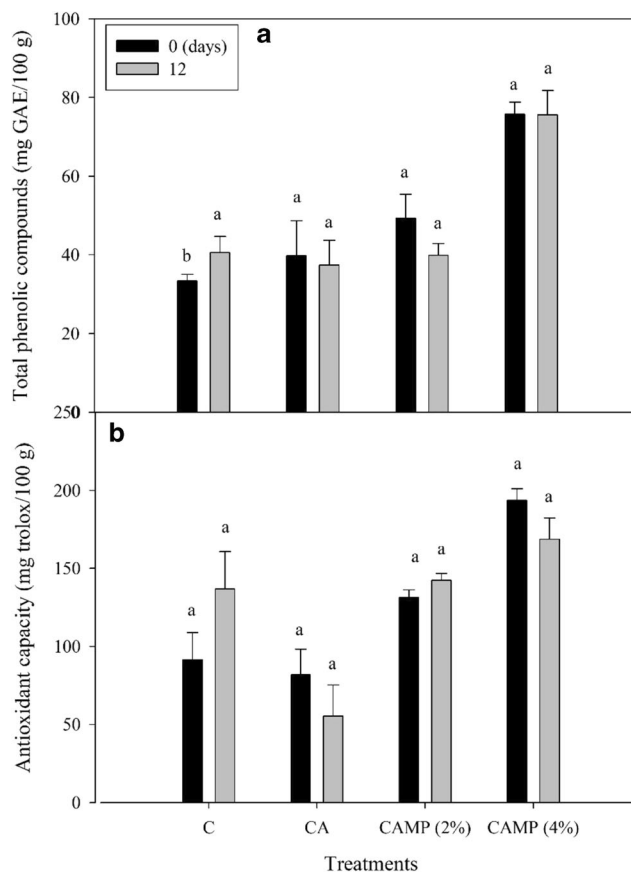 100
0 (days)
12
a
a a
80
Total phenolic compounds (mg GAE/100 g)
60
a
a
a a
a
b
40
20
0
250
b
a
200
a
a
Antioxidant capacity (mg trolox/100 g)
150
a a
100
a
a
50
0
C CA CAMP (2%) CAMP (4%)
Treatments